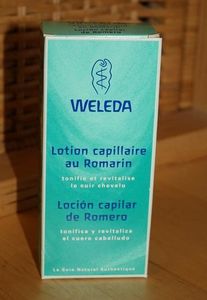 WELEDA
Lotion capillaire
au Romarin
tonifie et revitalise
le cuir chevelu
Loción capilar
de Romero
tonifica y revitaliza
el cuero cabelludo